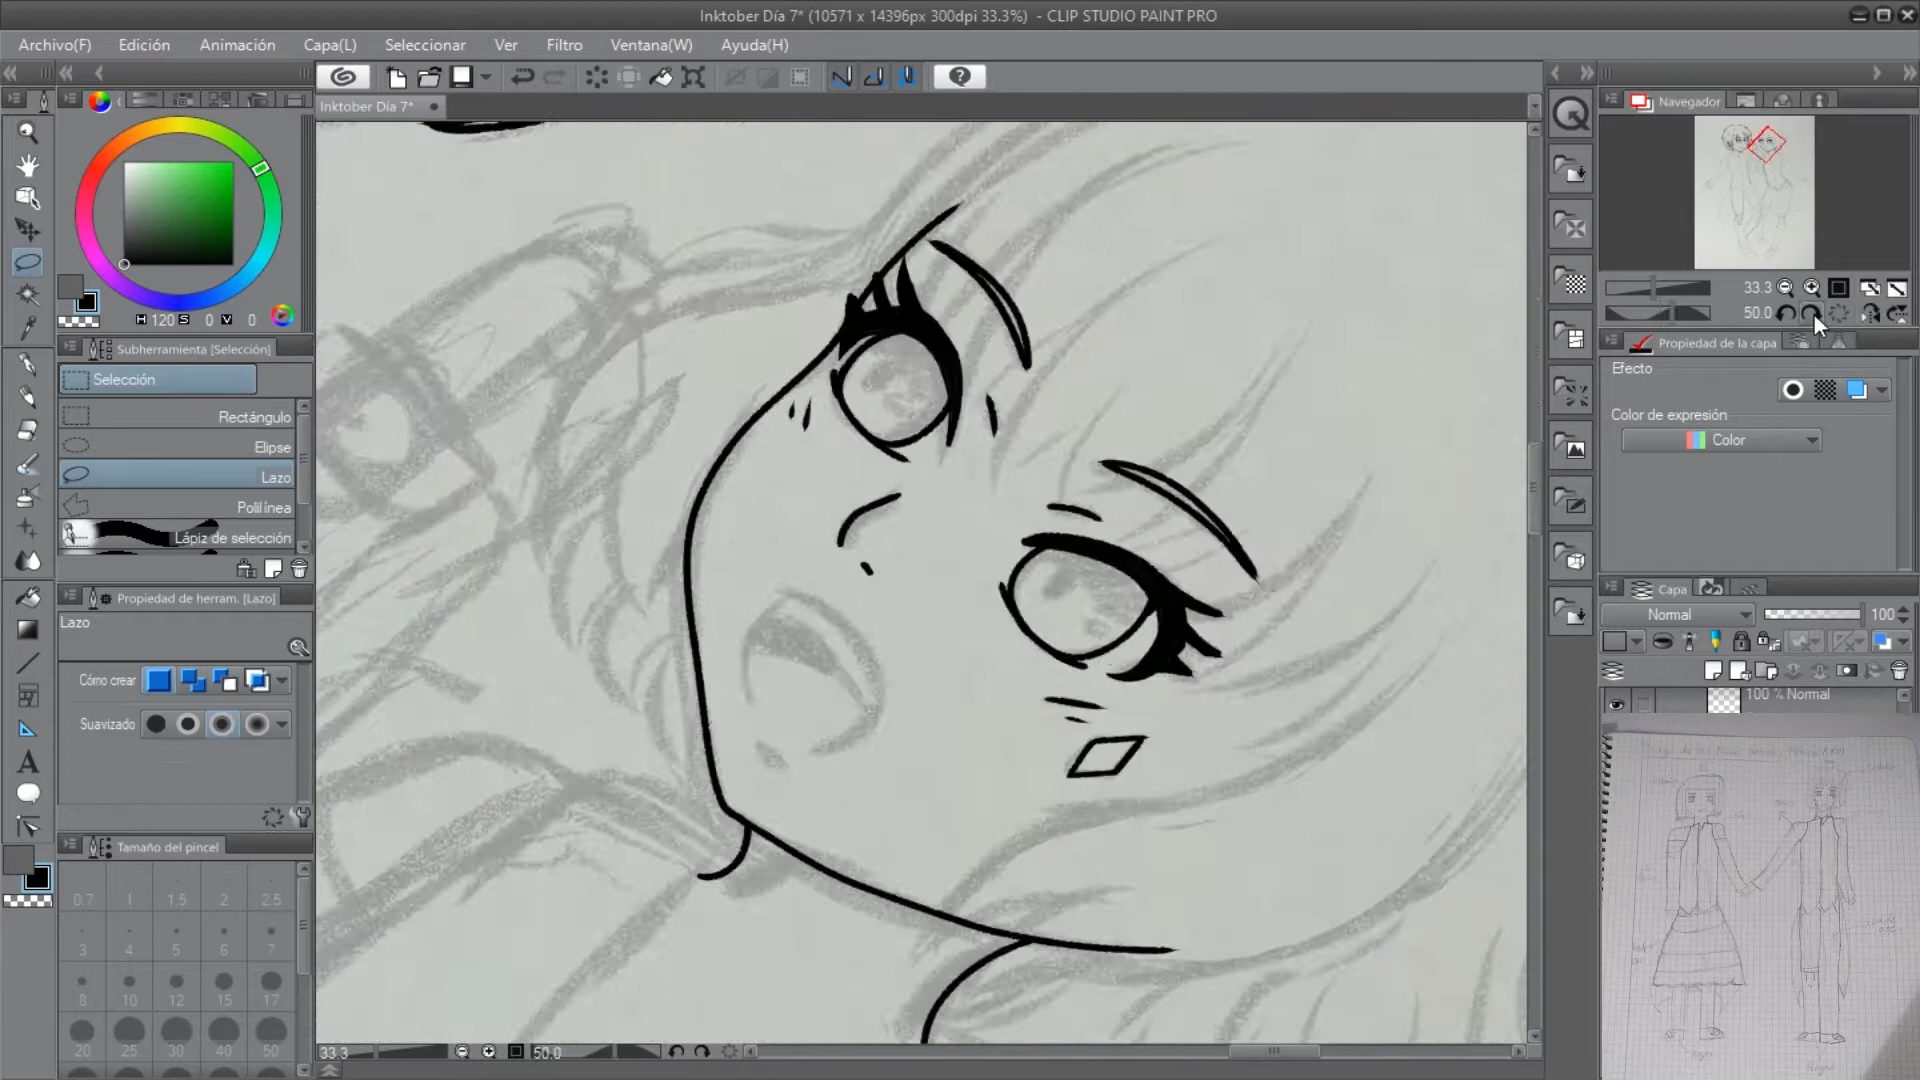 Inktober Día 7* (10571 x 14396px 300dpi 33.3%) - CLIP STUDIO PAINT PRO
Archivo(F) Edición Animación Capa(L) Seleccionar Ver Filtro Ventana(W) Ayuda(H)
Inktober Día 7*
Navegador
H 120 S 0 V 0
33.3
50.0
Subherramienta [Selección]
Selección
Rectángulo
Elipse
Lazo
Polilínea
Lápiz de selección
Propiedad de la capa
Efecto
Color de expresión
Color
Propiedad de herram. [Lazo]
Lazo
Cómo crear
Suavizado
Capa
Normal 100
100 % Normal
Tamaño del pincel
0.7 1 1.5 2 2.5
3 4 5 6 7
8 10 12 15 17
20 25 30 40 50
33.3 50.0